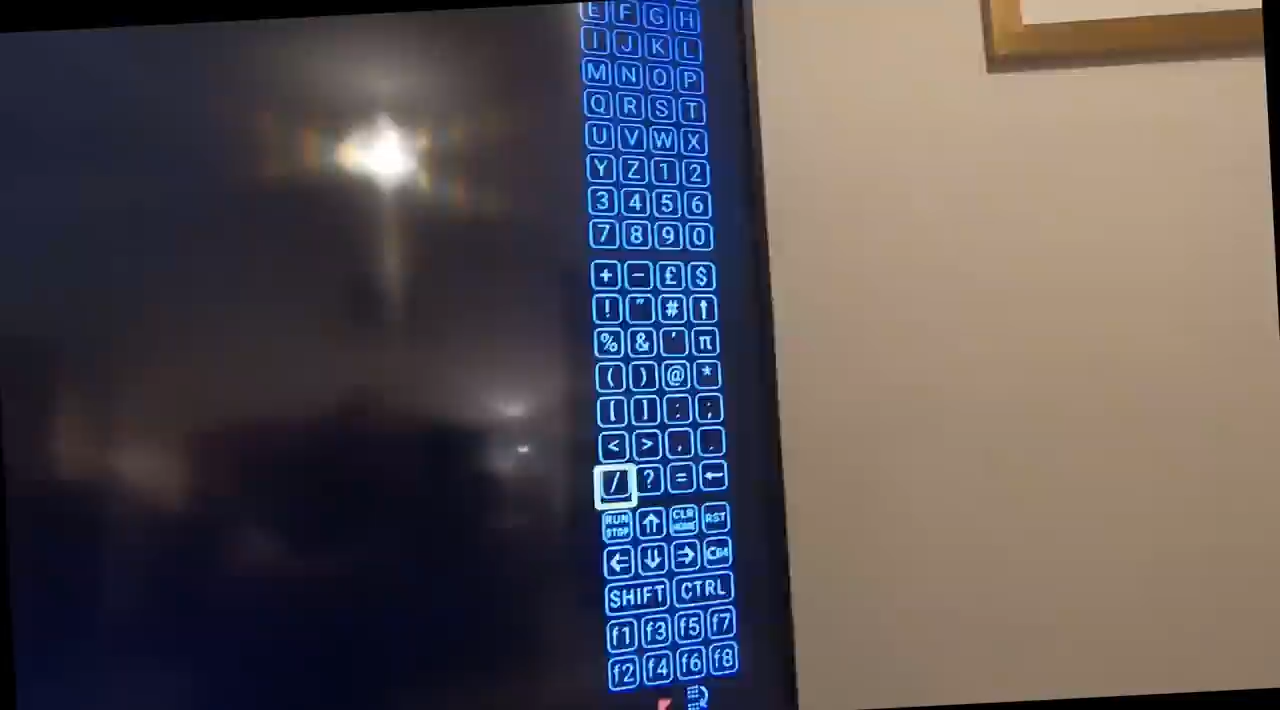 E F G H
I J K L
M N O P
Q R S T
U V W X
Y Z 1 2
3 4 5 6
7 8 9 0
+ - £ $
! " # ↑
% & ' π
( ) @ *
[ ] : ;
< > , .
/ ? = ←
RUN STOP ⇑ CLR HOME RST
⇐ ⇓ ⇒ C64
SHIFT CTRL
f1 f3 f5 f7
f2 f4 f6 f8